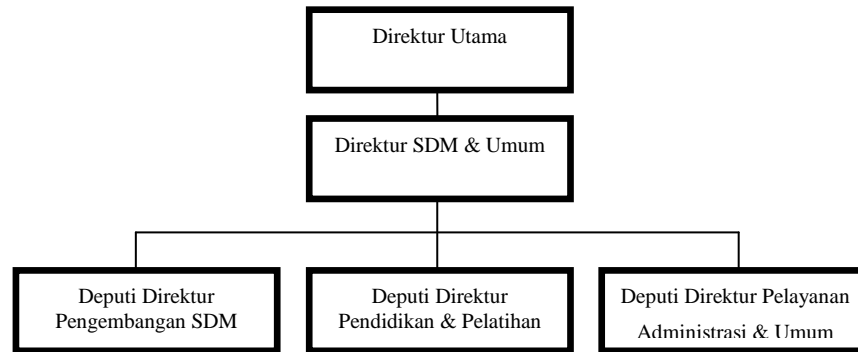 Direktur Utama
Direktur SDM & Umum
Deputi Direktur
Pengembangan SDM
Deputi Direktur
Pendidikan & Pelatihan
Deputi Direktur Pelayanan
Administrasi & Umum